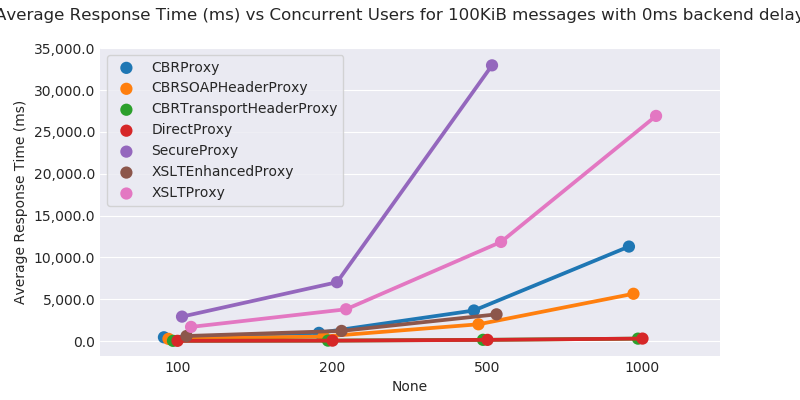 Average Response Time (ms) vs Concurrent Users for 100KiB messages with 0ms backend delay
35,000.0
30,000.0
25,000.0
20,000.0
15,000.0
10,000.0
5,000.0
0.0
Average Response Time (ms)
CBRProxy
CBRSOAPHeaderProxy
CBRTransportHeaderProxy
DirectProxy
SecureProxy
XSLTEnhancedProxy
XSLTProxy
100 200 500 1000
None